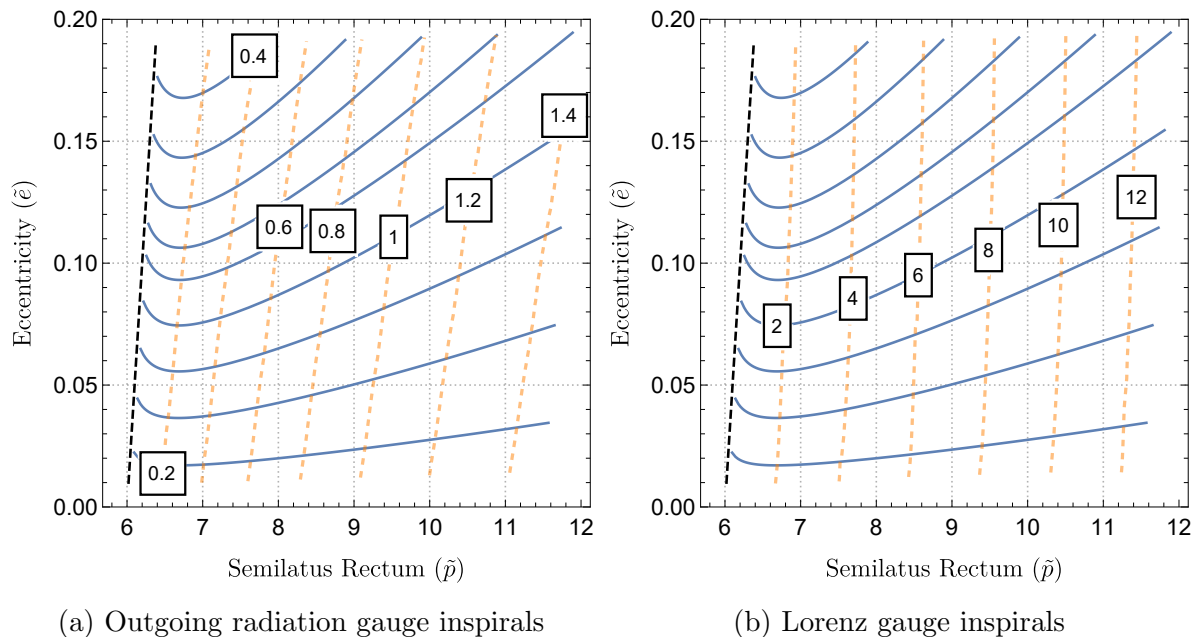 0.20
0.15
0.10
0.05
0.00
Eccentricity (ẽ)
0.4
1.4
1.2
0.6
0.8
1
0.2
6 7 8 9 10 11 12
Semilatus Rectum (p̃)
(a) Outgoing radiation gauge inspirals
0.20
0.15
0.10
0.05
0.00
Eccentricity (ẽ)
12
10
8
6
4
2
6 7 8 9 10 11 12
Semilatus Rectum (p̃)
(b) Lorenz gauge inspirals